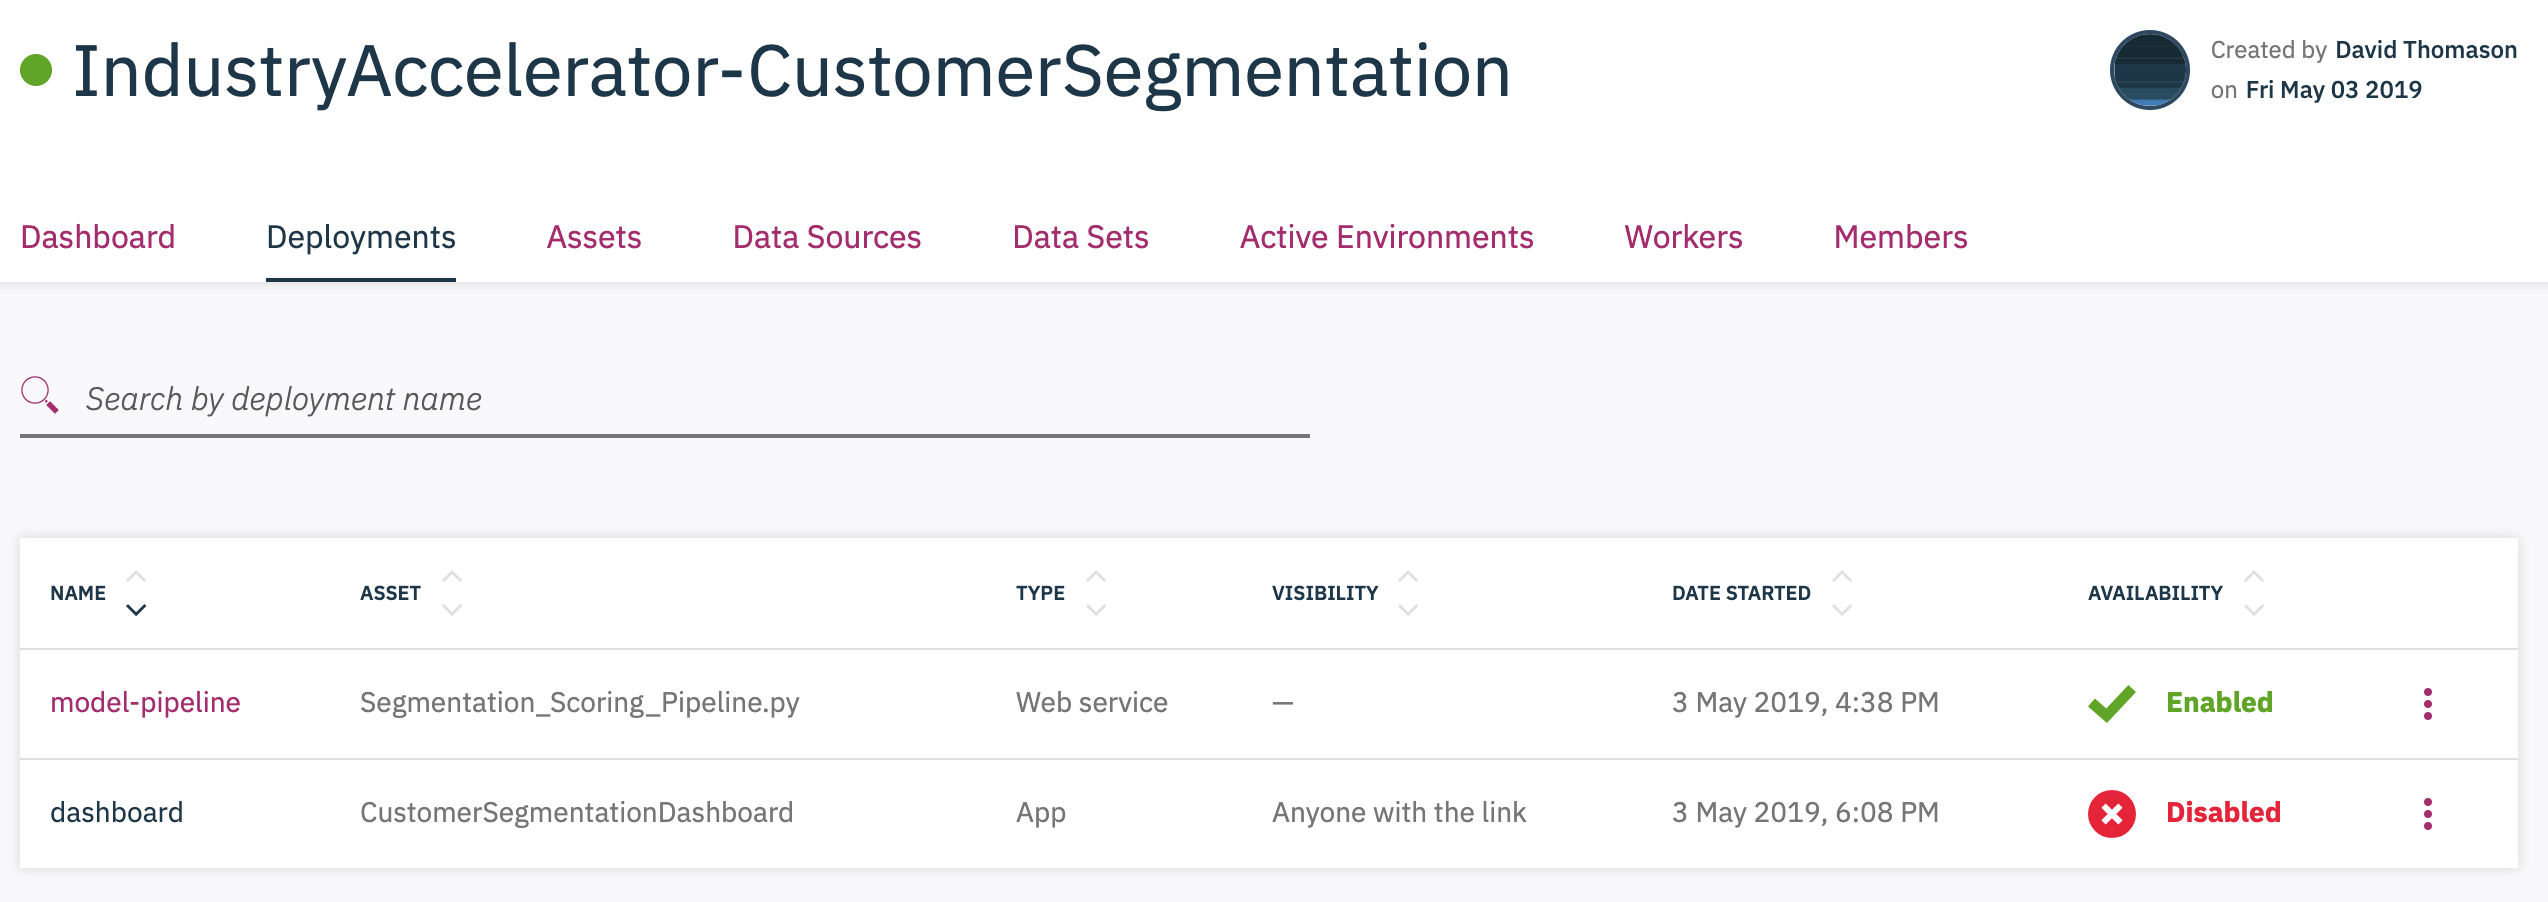 IndustryAccelerator-CustomerSegmentation
Created by David Thomason
on Fri May 03 2019
Dashboard Deployments Assets Data Sources Data Sets Active Environments Workers Members
Search by deployment name
NAME ASSET TYPE VISIBILITY DATE STARTED AVAILABILITY
model-pipeline Segmentation_Scoring_Pipeline.py Web service — 3 May 2019, 4:38 PM Enabled
dashboard CustomerSegmentationDashboard App Anyone with the link 3 May 2019, 6:08 PM Disabled